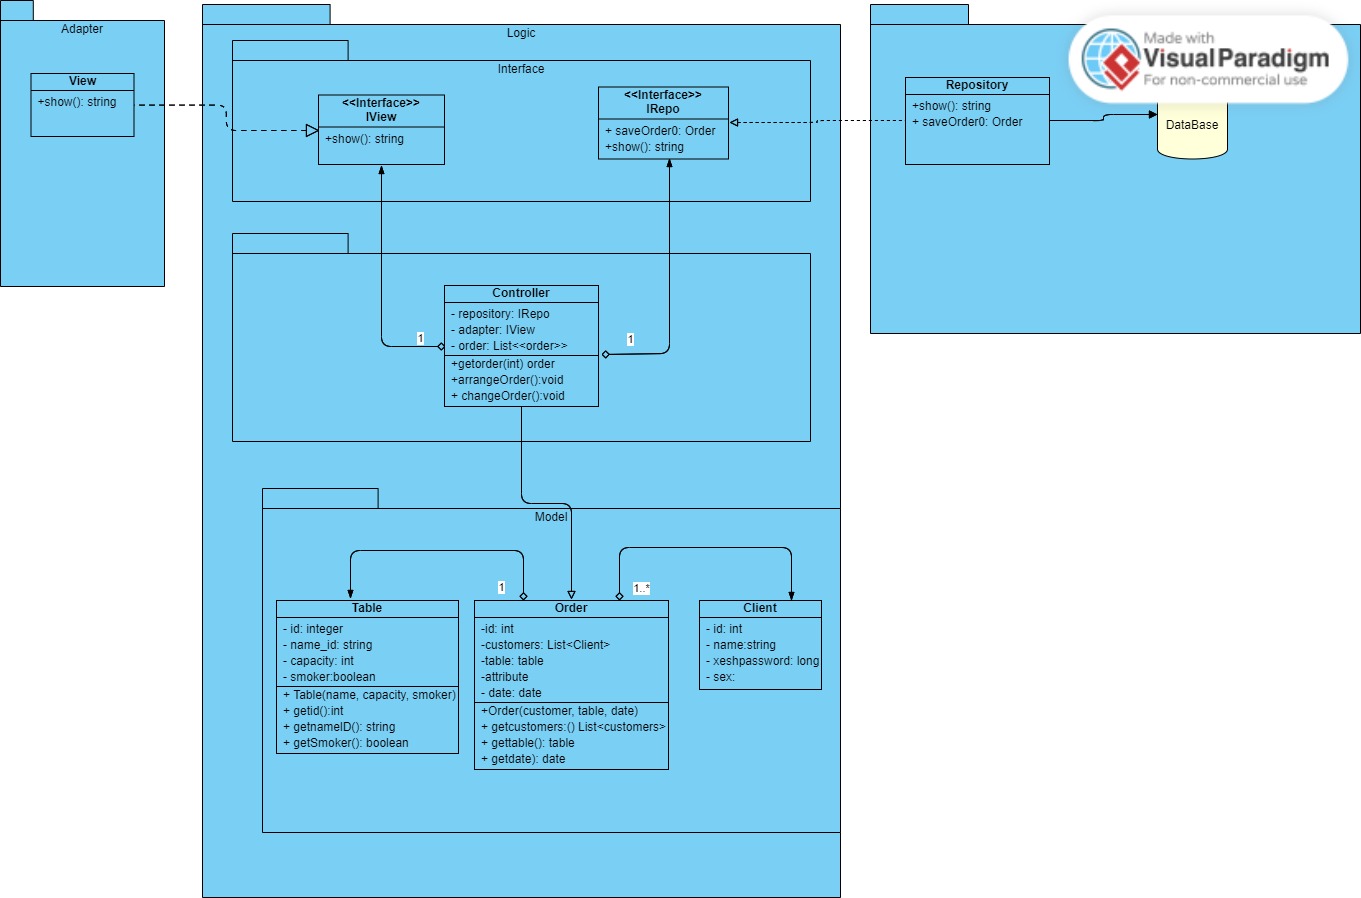 Adapter
View
+show(): string
Logic
Interface
<<Interface>>
IView
+show(): string
<<Interface>>
IRepo
+ saveOrder0: Order
+show(): string
Repository
+show(): string
+ saveOrder0: Order
DataBase
Made with
VisualParadigm
For non-commercial use
Controller
- repository: IRepo
- adapter: IView
- order: List<<order>>
+getorder(int) order
+arrangeOrder():void
+ changeOrder():void
1
1
Model
1
1..*
Table
- id: integer
- name_id: string
- capacity: int
- smoker:boolean
+ Table(name, capacity, smoker)
+ getid():int
+ getnameID(): string
+ getSmoker(): boolean
Order
-id: int
-customers: List<Client>
-table: table
-attribute
- date: date
+Order(customer, table, date)
+ getcustomers:() List<customers>
+ gettable(): table
+ getdate): date
Client
- id: int
- name:string
- xeshpassword: long
- sex: